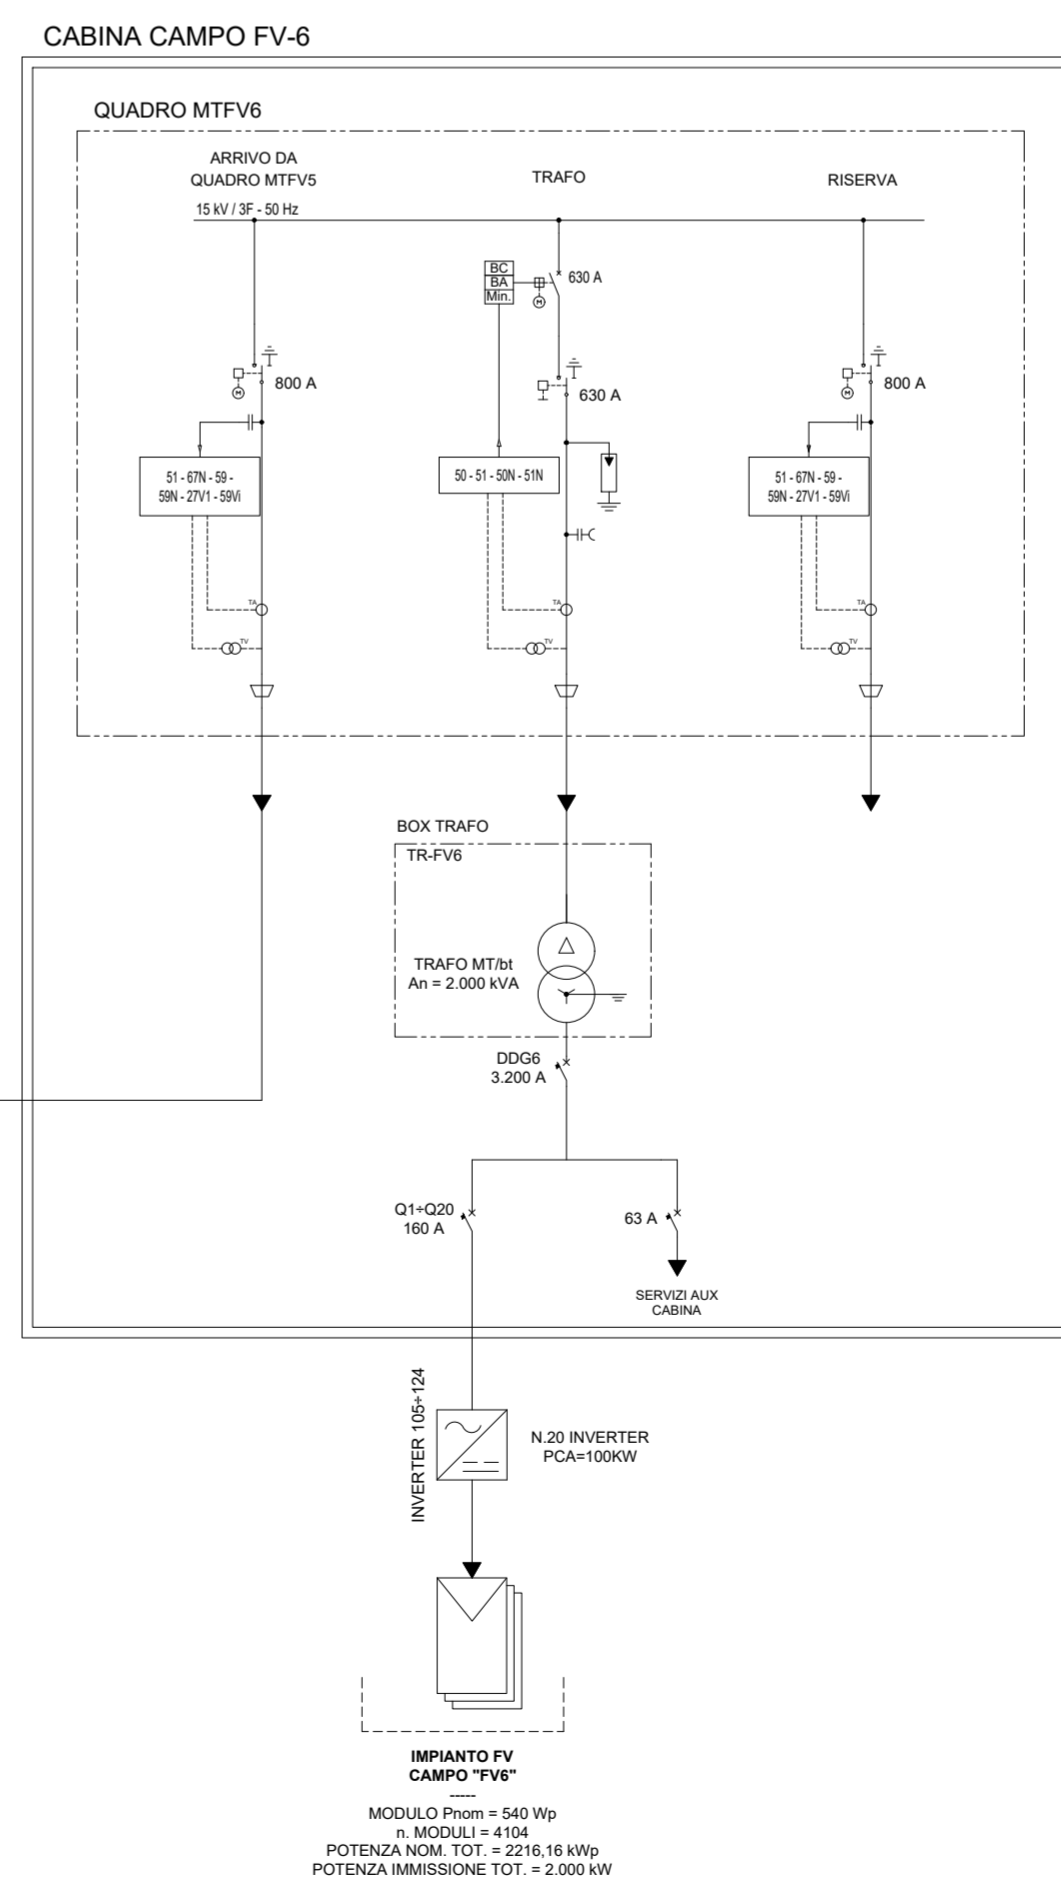 CABINA CAMPO FV-6
QUADRO MTFV6
ARRIVO DA
QUADRO MTFV5
15 kV / 3F - 50 Hz
TRAFO
RISERVA
BC
BA
Min.
M
630 A
M
800 A
630 A
M
800 A
51 - 67N - 59 -
59N - 27V1 - 59Vi
50 - 51 - 50N - 51N
51 - 67N - 59 -
59N - 27V1 - 59Vi
TA
TA
TA
TV
TV
TV
BOX TRAFO
TR-FV6
TRAFO MT/bt
An = 2.000 kVA
DDG6
3.200 A
Q1÷Q20
160 A
63 A
SERVIZI AUX
CABINA
INVERTER 105÷124
N.20 INVERTER
PCA=100KW
IMPIANTO FV
CAMPO "FV6"
-----
MODULO Pnom = 540 Wp
n. MODULI = 4104
POTENZA NOM. TOT. = 2216,16 kWp
POTENZA IMMISSIONE TOT. = 2.000 kW